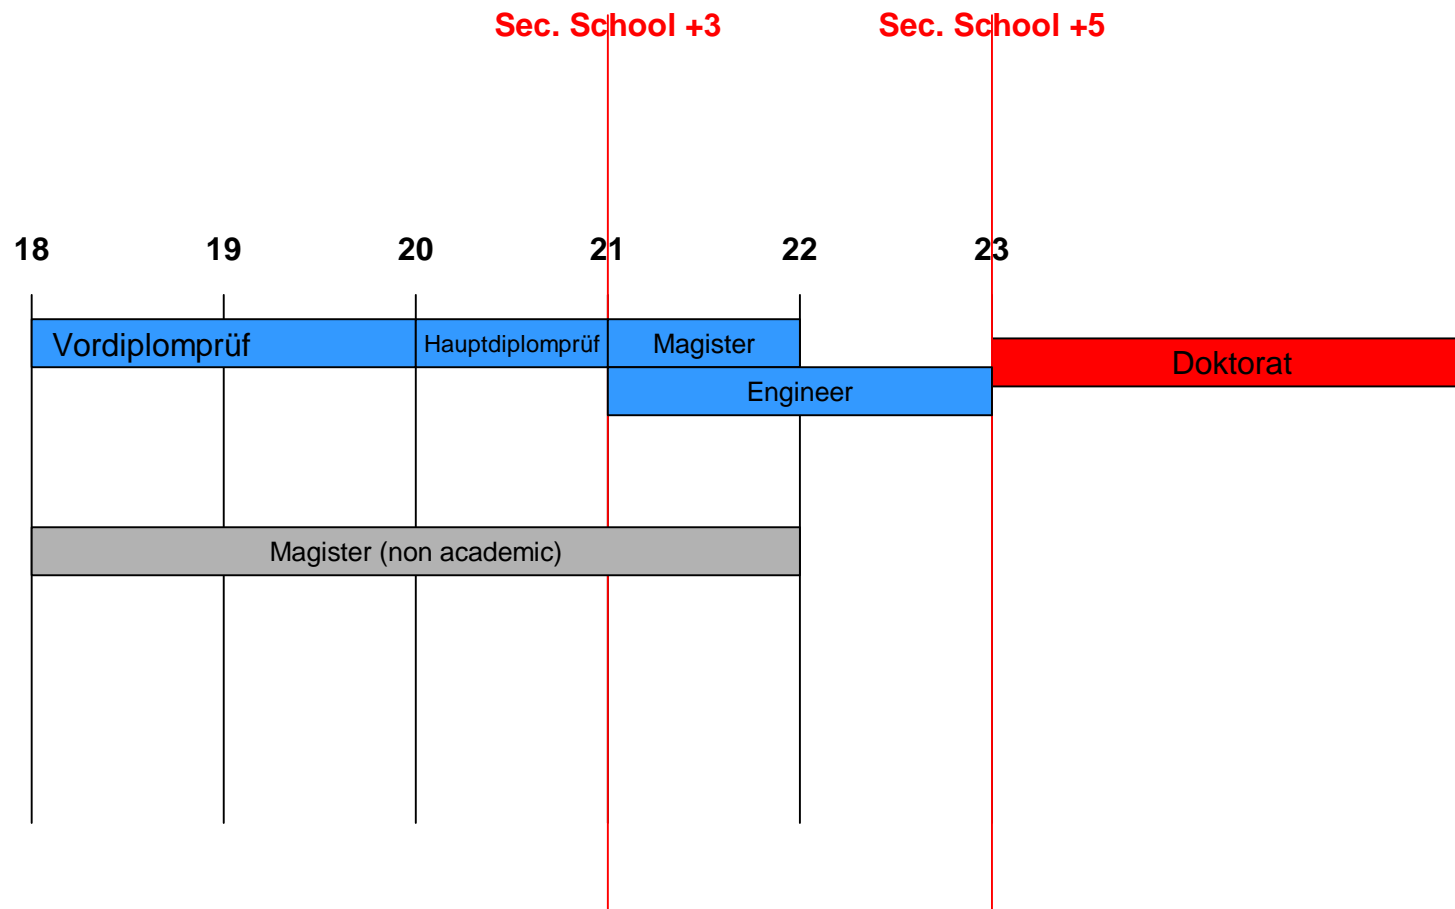 Sec. School +3
Sec. School +5
18
19
20
21
22
23
Vordiplomprüf
Hauptdiplomprüf
Magister
Doktorat
Engineer
Magister (non academic)